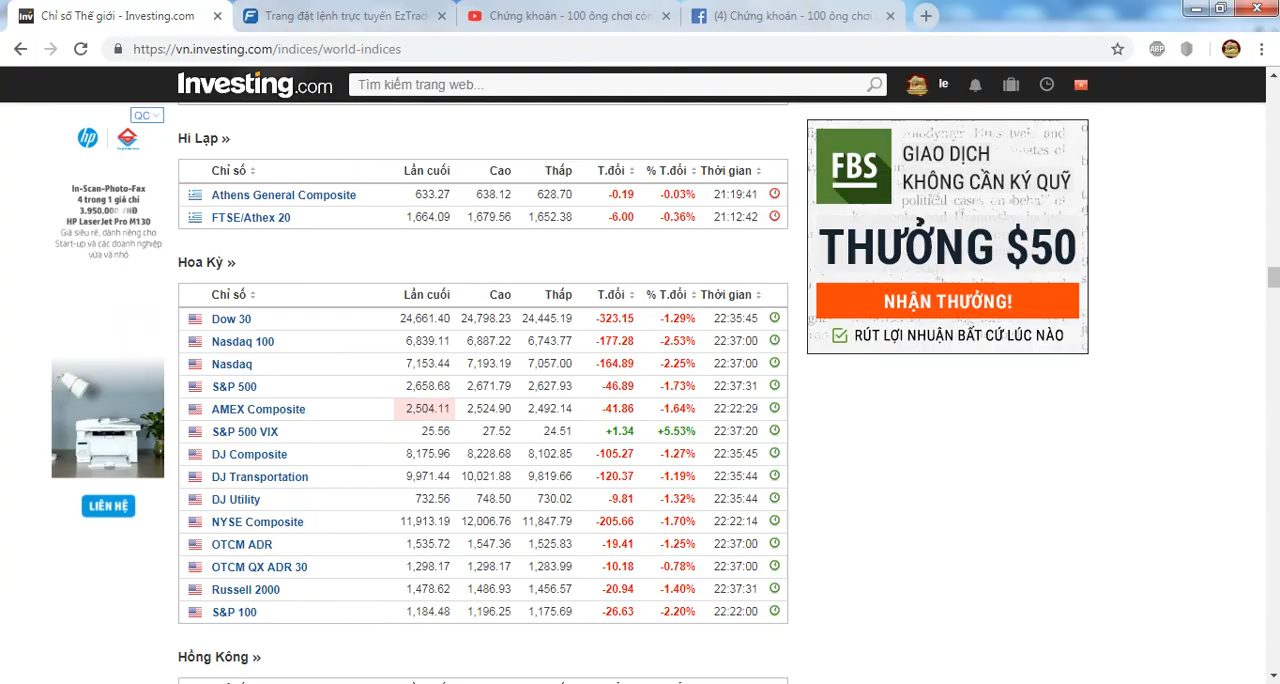 Chỉ số Thế giới - Investing.com
Trang đặt lệnh trực tuyến EzTrad
Chứng khoán - 100 ông chơi còn
(4) Chứng khoán - 100 ông chơi
https://vn.investing.com/indices/world-indices
ABP
Investing.com
Tìm kiếm trang web...
le
QC
hp
In-Scan-Photo-Fax
4 trong 1 giá chỉ
3.950.000 VNĐ
HP LaserJet Pro M130
Giá siêu rẻ, dành riêng cho
Start-up và các doanh nghiệp
vừa và nhỏ
LIÊN HỆ
Hi Lạp »
Chỉ số Lần cuối Cao Thấp T.đối % T.đối Thời gian
Athens General Composite 633.27 638.12 628.70 -0.19 -0.03% 21:19:41
FTSE/Athex 20 1,664.09 1,679.56 1,652.38 -6.00 -0.36% 21:12:42
Hoa Kỳ »
Chỉ số Lần cuối Cao Thấp T.đối % T.đối Thời gian
Dow 30 24,661.40 24,798.23 24,445.19 -323.15 -1.29% 22:35:45
Nasdaq 100 6,839.11 6,887.22 6,743.77 -177.28 -2.53% 22:37:00
Nasdaq 7,153.44 7,193.19 7,057.00 -164.89 -2.25% 22:37:00
S&P 500 2,658.68 2,671.79 2,627.93 -46.89 -1.73% 22:37:31
AMEX Composite 2,504.11 2,524.90 2,492.14 -41.86 -1.64% 22:22:29
S&P 500 VIX 25.56 27.52 24.51 +1.34 +5.53% 22:37:20
DJ Composite 8,175.96 8,228.68 8,102.85 -105.27 -1.27% 22:35:45
DJ Transportation 9,971.44 10,021.88 9,819.66 -120.37 -1.19% 22:35:44
DJ Utility 732.56 748.50 730.02 -9.81 -1.32% 22:35:44
NYSE Composite 11,913.19 12,006.76 11,847.79 -205.66 -1.70% 22:22:14
OTCM ADR 1,535.72 1,547.36 1,525.83 -19.41 -1.25% 22:37:00
OTCM QX ADR 30 1,298.17 1,298.17 1,283.99 -10.18 -0.78% 22:37:00
Russell 2000 1,478.62 1,486.93 1,456.57 -20.94 -1.40% 22:37:31
S&P 100 1,184.48 1,196.25 1,175.69 -26.63 -2.20% 22:22:00
Hồng Kông »
FBS
GIAO DỊCH
KHÔNG CẦN KÝ QUỸ
THƯỞNG $50
NHẬN THƯỞNG!
RÚT LỢI NHUẬN BẤT CỨ LÚC NÀO